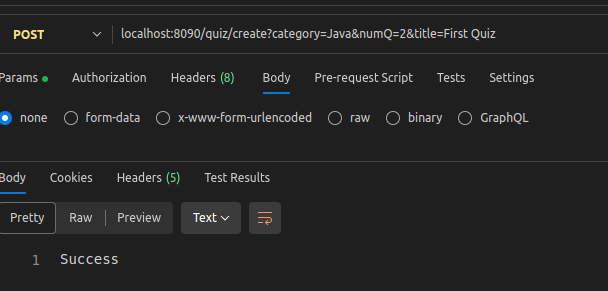 POST localhost:8090/quiz/create?category=Java&numQ=2&title=First Quiz
Params Authorization Headers (8) Body Pre-request Script Tests Settings
none form-data x-www-form-urlencoded raw binary GraphQL
Body Cookies Headers (5) Test Results
Pretty Raw Preview Text
1 Success